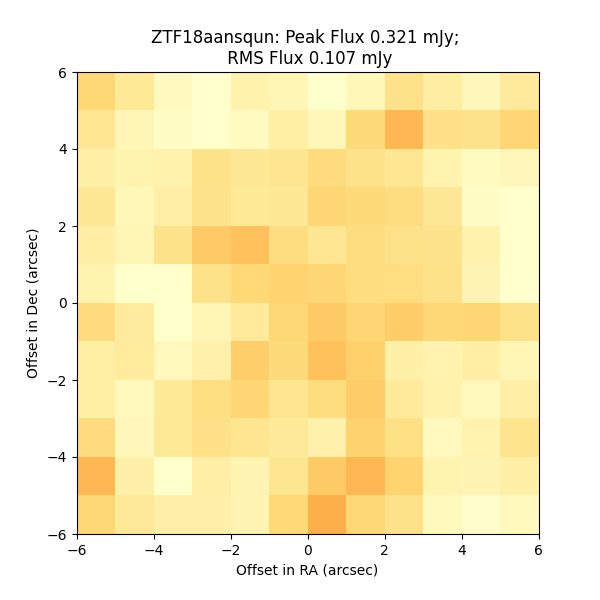 ZTF18aansqun: Peak Flux 0.321 mJy;
RMS Flux 0.107 mJy
6
4
2
0
−2
−4
−6
Offset in Dec (arcsec)
−6 −4 −2 0 2 4 6
Offset in RA (arcsec)